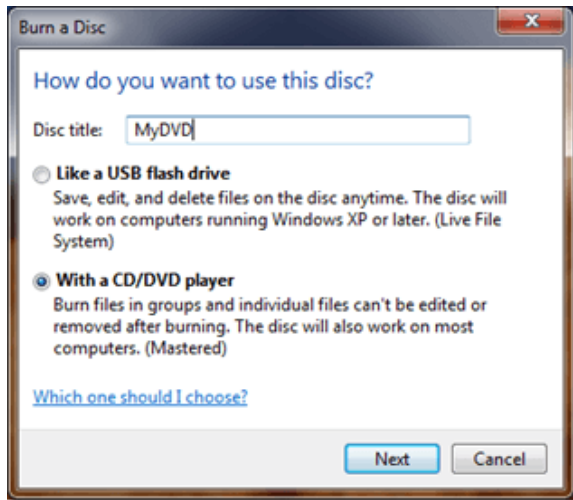 Burn a Disc
How do you want to use this disc?
Disc title: MyDVD
Like a USB flash drive
Save, edit, and delete files on the disc anytime. The disc will
work on computers running Windows XP or later. (Live File
System)
With a CD/DVD player
Burn files in groups and individual files can't be edited or
removed after burning. The disc will also work on most
computers. (Mastered)
Which one should I choose?
Next Cancel